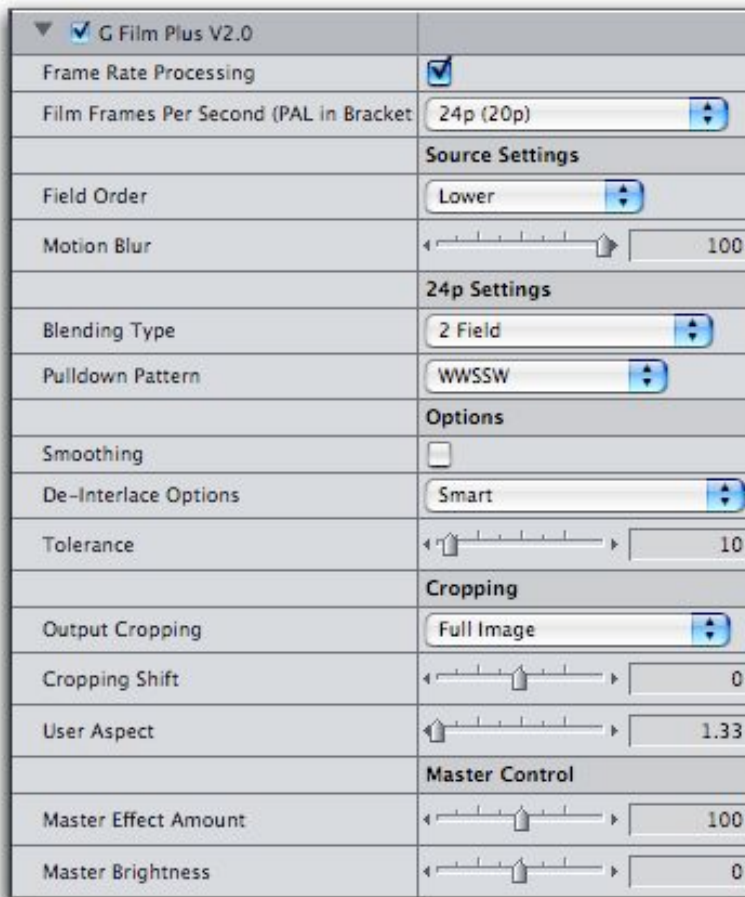 G Film Plus V2.0
Frame Rate Processing
Film Frames Per Second (PAL in Bracket 24p (20p)
Source Settings
Field Order Lower
Motion Blur 100
24p Settings
Blending Type 2 Field
Pulldown Pattern WWSSW
Options
Smoothing
De-Interlace Options Smart
Tolerance 10
Cropping
Output Cropping Full Image
Cropping Shift 0
User Aspect 1.33
Master Control
Master Effect Amount 100
Master Brightness 0